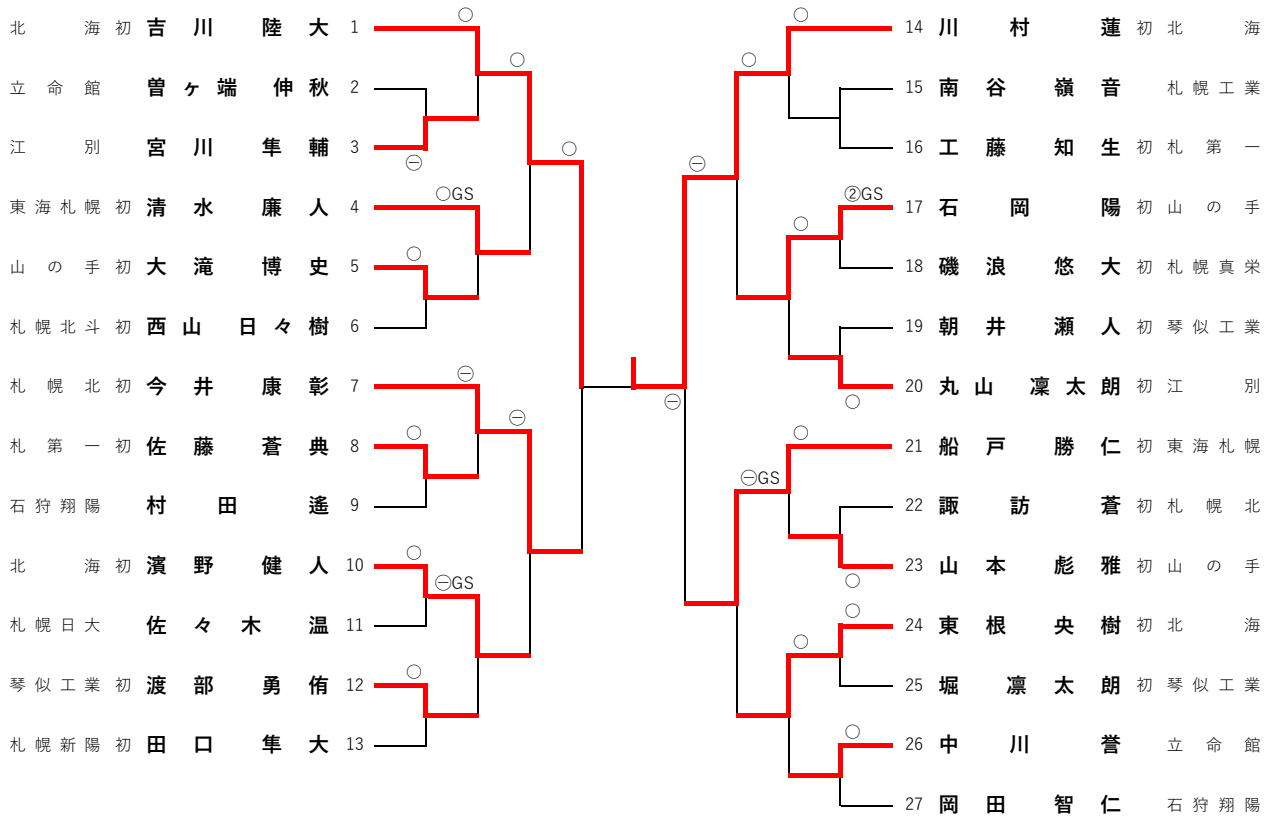 北海 初 吉川陸大 1
立命館 曽ヶ端伸秋 2
江別 宮川隼輔 3
東海札幌 初 清水廉人 4
山の手 初 大滝博史 5
札幌北斗 初 西山日々樹 6
札幌北 初 今井康彰 7
札第一 初 佐藤蒼典 8
石狩翔陽 村田遙 9
北海 初 濱野健人 10
札幌日大 佐々木温 11
琴似工業 初 渡部勇侑 12
札幌新陽 初 田口隼大 13
○
○
㊀
○
○GS
○
㊀
㊀
○
○
㊀GS
○
○
○
㊀
②GS
○
○
㊀
○
㊀GS
○
○
○
○
14 川村蓮 初 北海
15 南谷嶺音 札幌工業
16 工藤知生 初 札第一
17 石岡陽 初 山の手
18 磯浪悠大 初 札幌真栄
19 朝井瀬人 初 琴似工業
20 丸山凜太朗 初 江別
21 船戸勝仁 初 東海札幌
22 諏訪蒼 初 札幌北
23 山本彪雅 初 山の手
24 東根央樹 初 北海
25 堀凛太朗 初 琴似工業
26 中川誉 立命館
27 岡田智仁 石狩翔陽